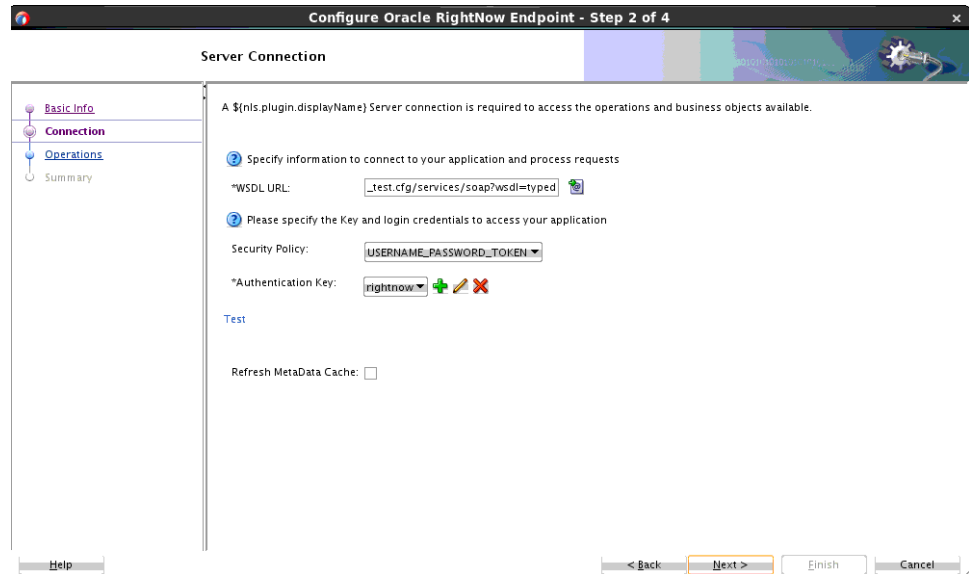 Configure Oracle RightNow Endpoint - Step 2 of 4
Server Connection
Basic Info
Connection
Operations
Summary
A ${nls.plugin.displayName} Server connection is required to access the operations and business objects available.
Specify information to connect to your application and process requests
*WSDL URL: _test.cfg/services/soap?wsdl=typed
Please specify the Key and login credentials to access your application
Security Policy: USERNAME_PASSWORD_TOKEN
*Authentication Key: rightnow
Test
Refresh MetaData Cache:
Help < Back Next > Finish Cancel